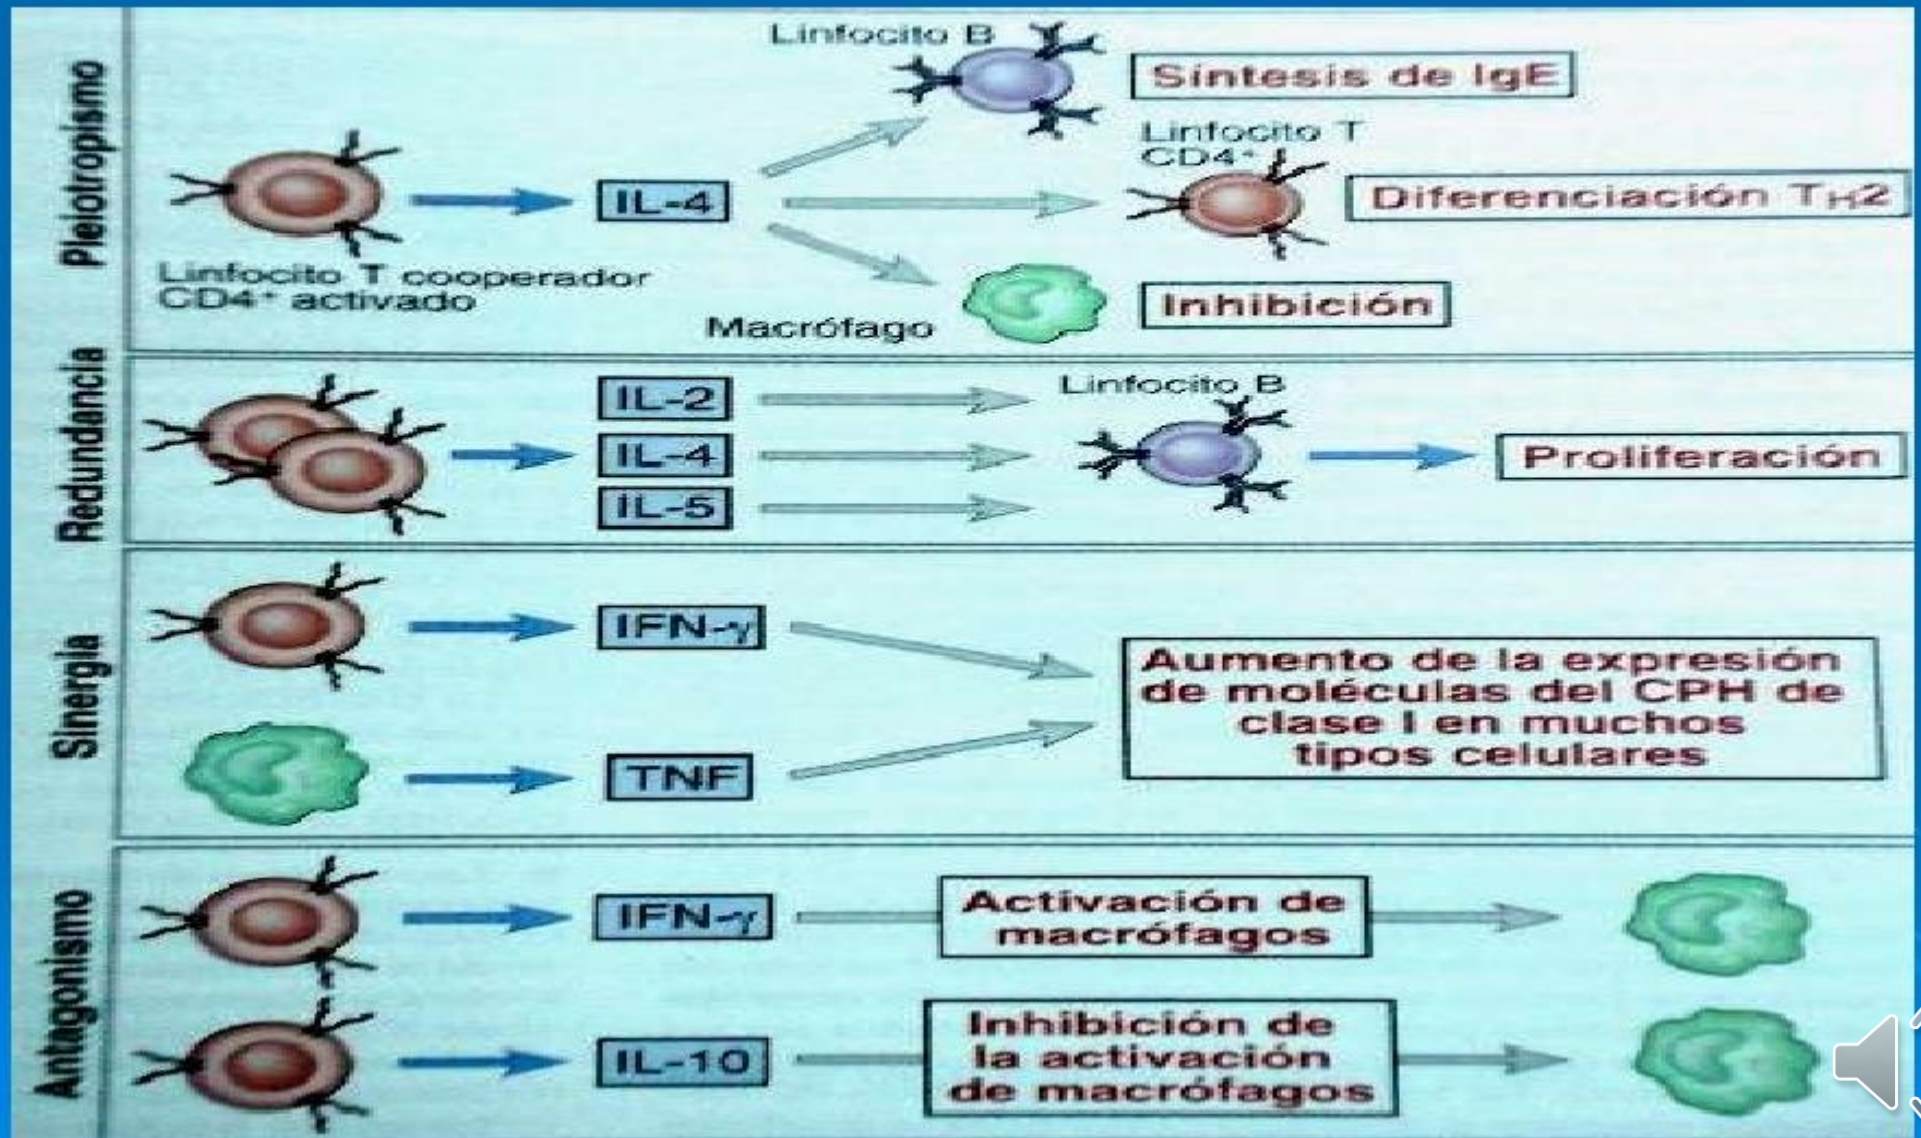 Pleiotropismo
Linfocito B
Síntesis de IgE
Linfocito T
CD4⁺
IL-4
Diferenciación TH2
Linfocito T cooperador
CD4⁺ activado
Inhibición
Macrófago
Redundancia
IL-2
Linfocito B
IL-4
Proliferación
IL-5
Sinergia
IFN-γ
Aumento de la expresión
de moléculas del CPH de
clase I en muchos
tipos celulares
TNF
Antagonismo
IFN-γ
Activación de
macrófagos
IL-10
Inhibición de
la activación
de macrófagos